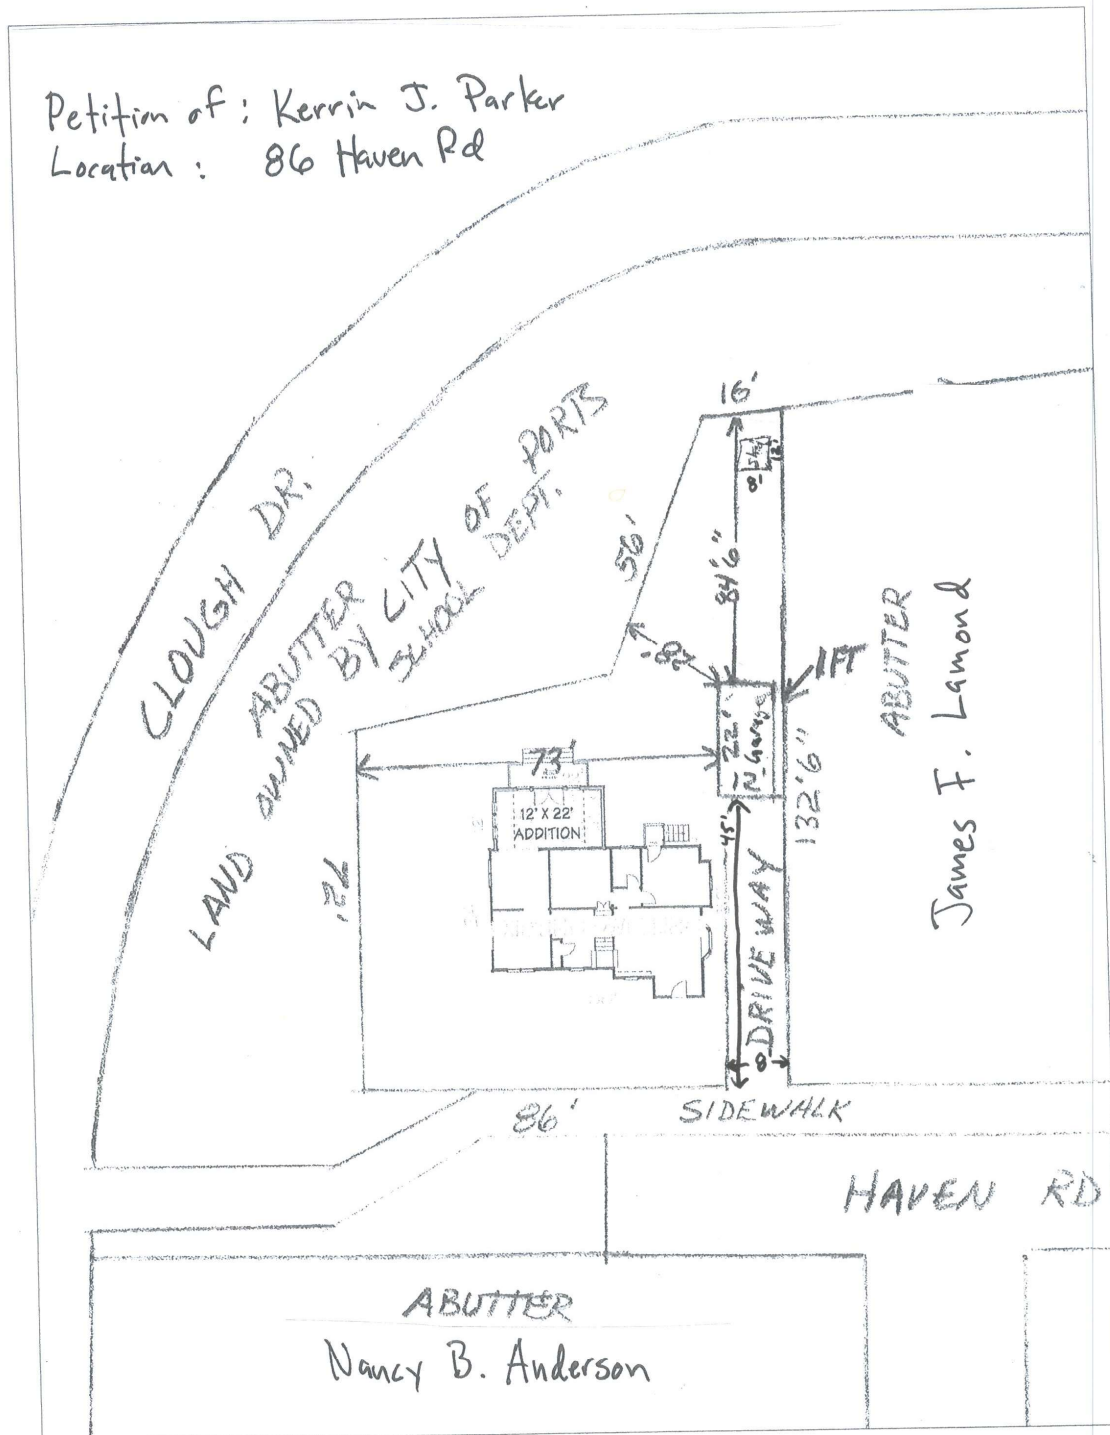 Petition of : Kerrin J. Parker
Location : 86 Haven Rd
16'
8'
CLOUGH DR.
ABUTTER
LAND OWNED BY CITY OF PORTS
SCHOOL DEPT.
56'
84'6"
1FT
ABUTTER
James F. Lamond
22'
Garage
73'
12' X 22'
ADDITION
132'6"
45'
72'
DRIVEWAY
8
86'
SIDEWALK
HAVEN RD
ABUTTER
Nancy B. Anderson